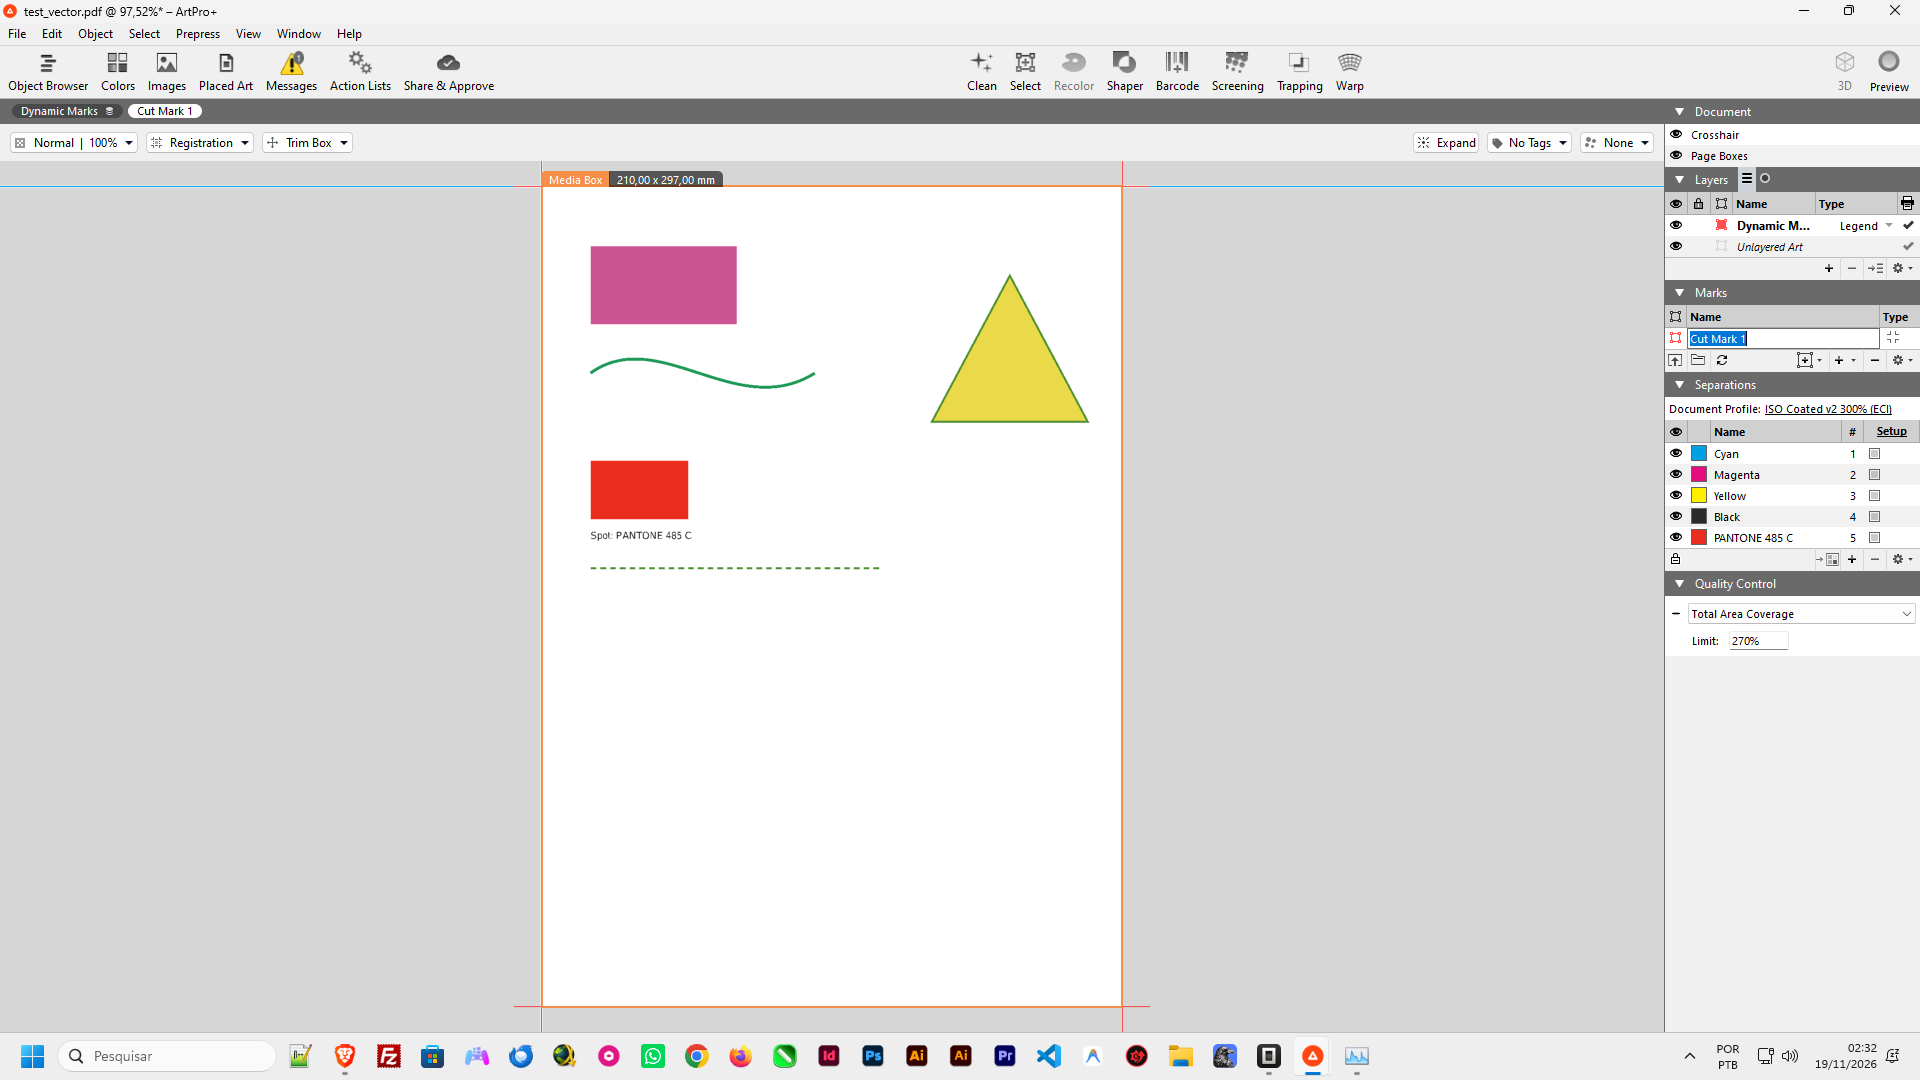 test_vector.pdf @ 97,52%* – ArtPro+
File Edit Object Select Prepress View Window Help
Object Browser Colors Images Placed Art Messages Action Lists Share & Approve Clean Select Recolor Shaper Barcode Screening Trapping Warp 3D Preview
Dynamic Marks Cut Mark 1
Normal | 100% Registration Trim Box Expand No Tags None
Media Box 210,00 x 297,00 mm
Spot: PANTONE 485 C
Document
Crosshair
Page Boxes
Layers
Name Type
Dynamic M... Legend
Unlayered Art
Marks
Name Type
Cut Mark 1
Separations
Document Profile: ISO Coated v2 300% (ECI)
Name # Setup
Cyan 1
Magenta 2
Yellow 3
Black 4
PANTONE 485 C 5
Quality Control
Total Area Coverage
Limit: 270%
Pesquisar
POR
PTB
02:32
19/11/2026